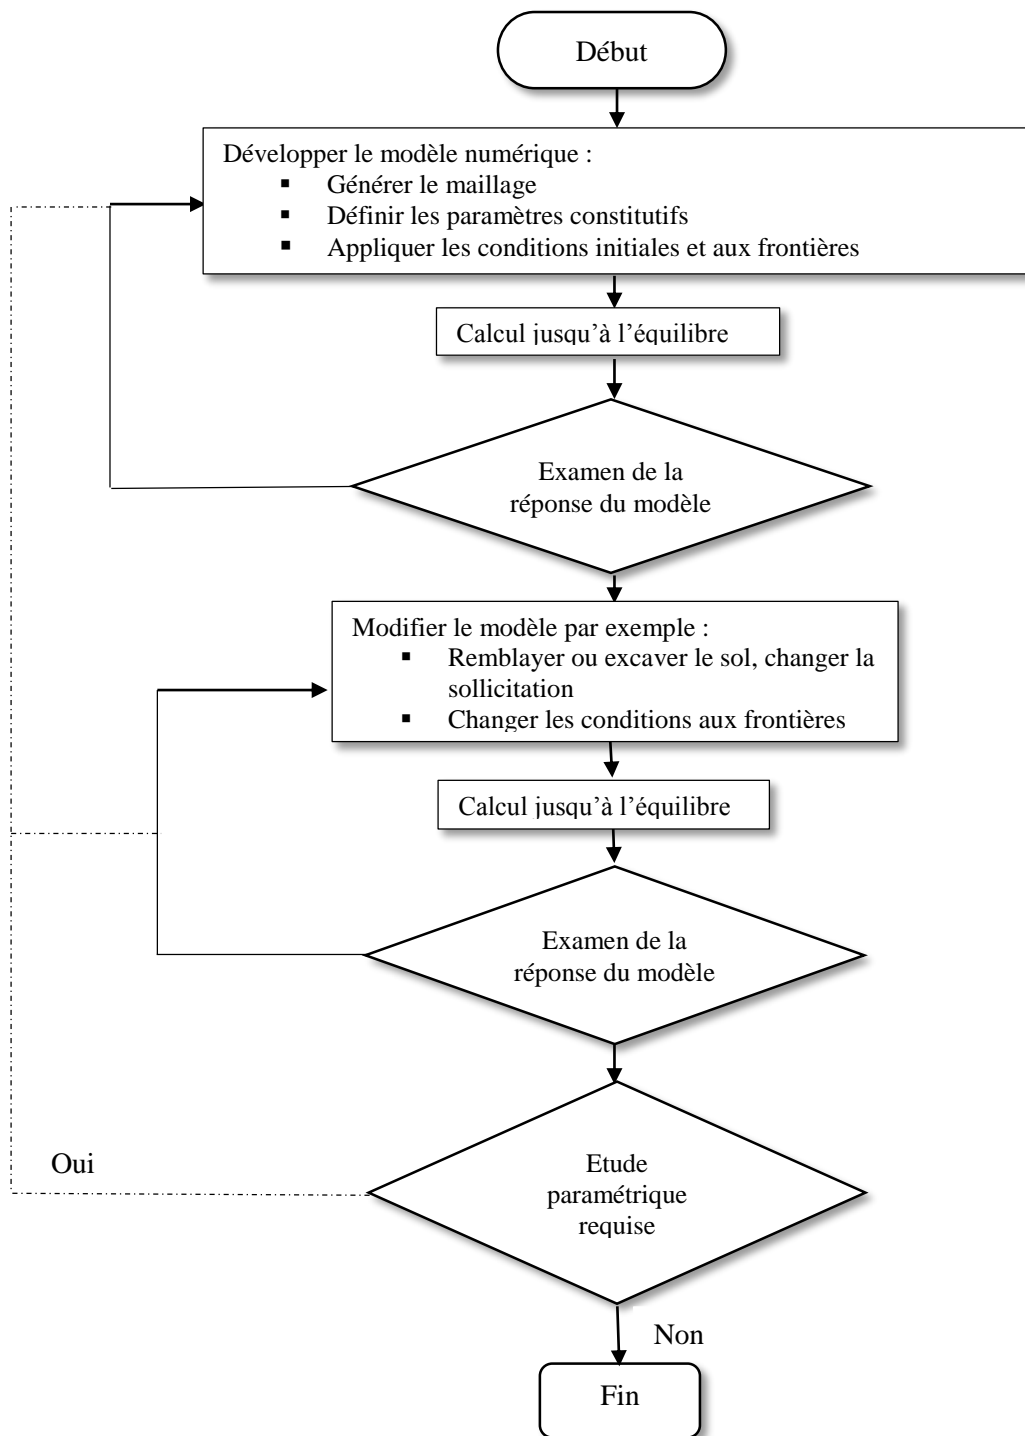 Début
Développer le modèle numérique :
▪ Générer le maillage
▪ Définir les paramètres constitutifs
▪ Appliquer les conditions initiales et aux frontières
Calcul jusqu’à l’équilibre
Examen de la
réponse du modèle
Modifier le modèle par exemple :
▪ Remblayer ou excaver le sol, changer la
sollicitation
▪ Changer les conditions aux frontières
Calcul jusqu’à l’équilibre
Examen de la
réponse du modèle
Oui
Etude
paramétrique
requise
Non
Fin